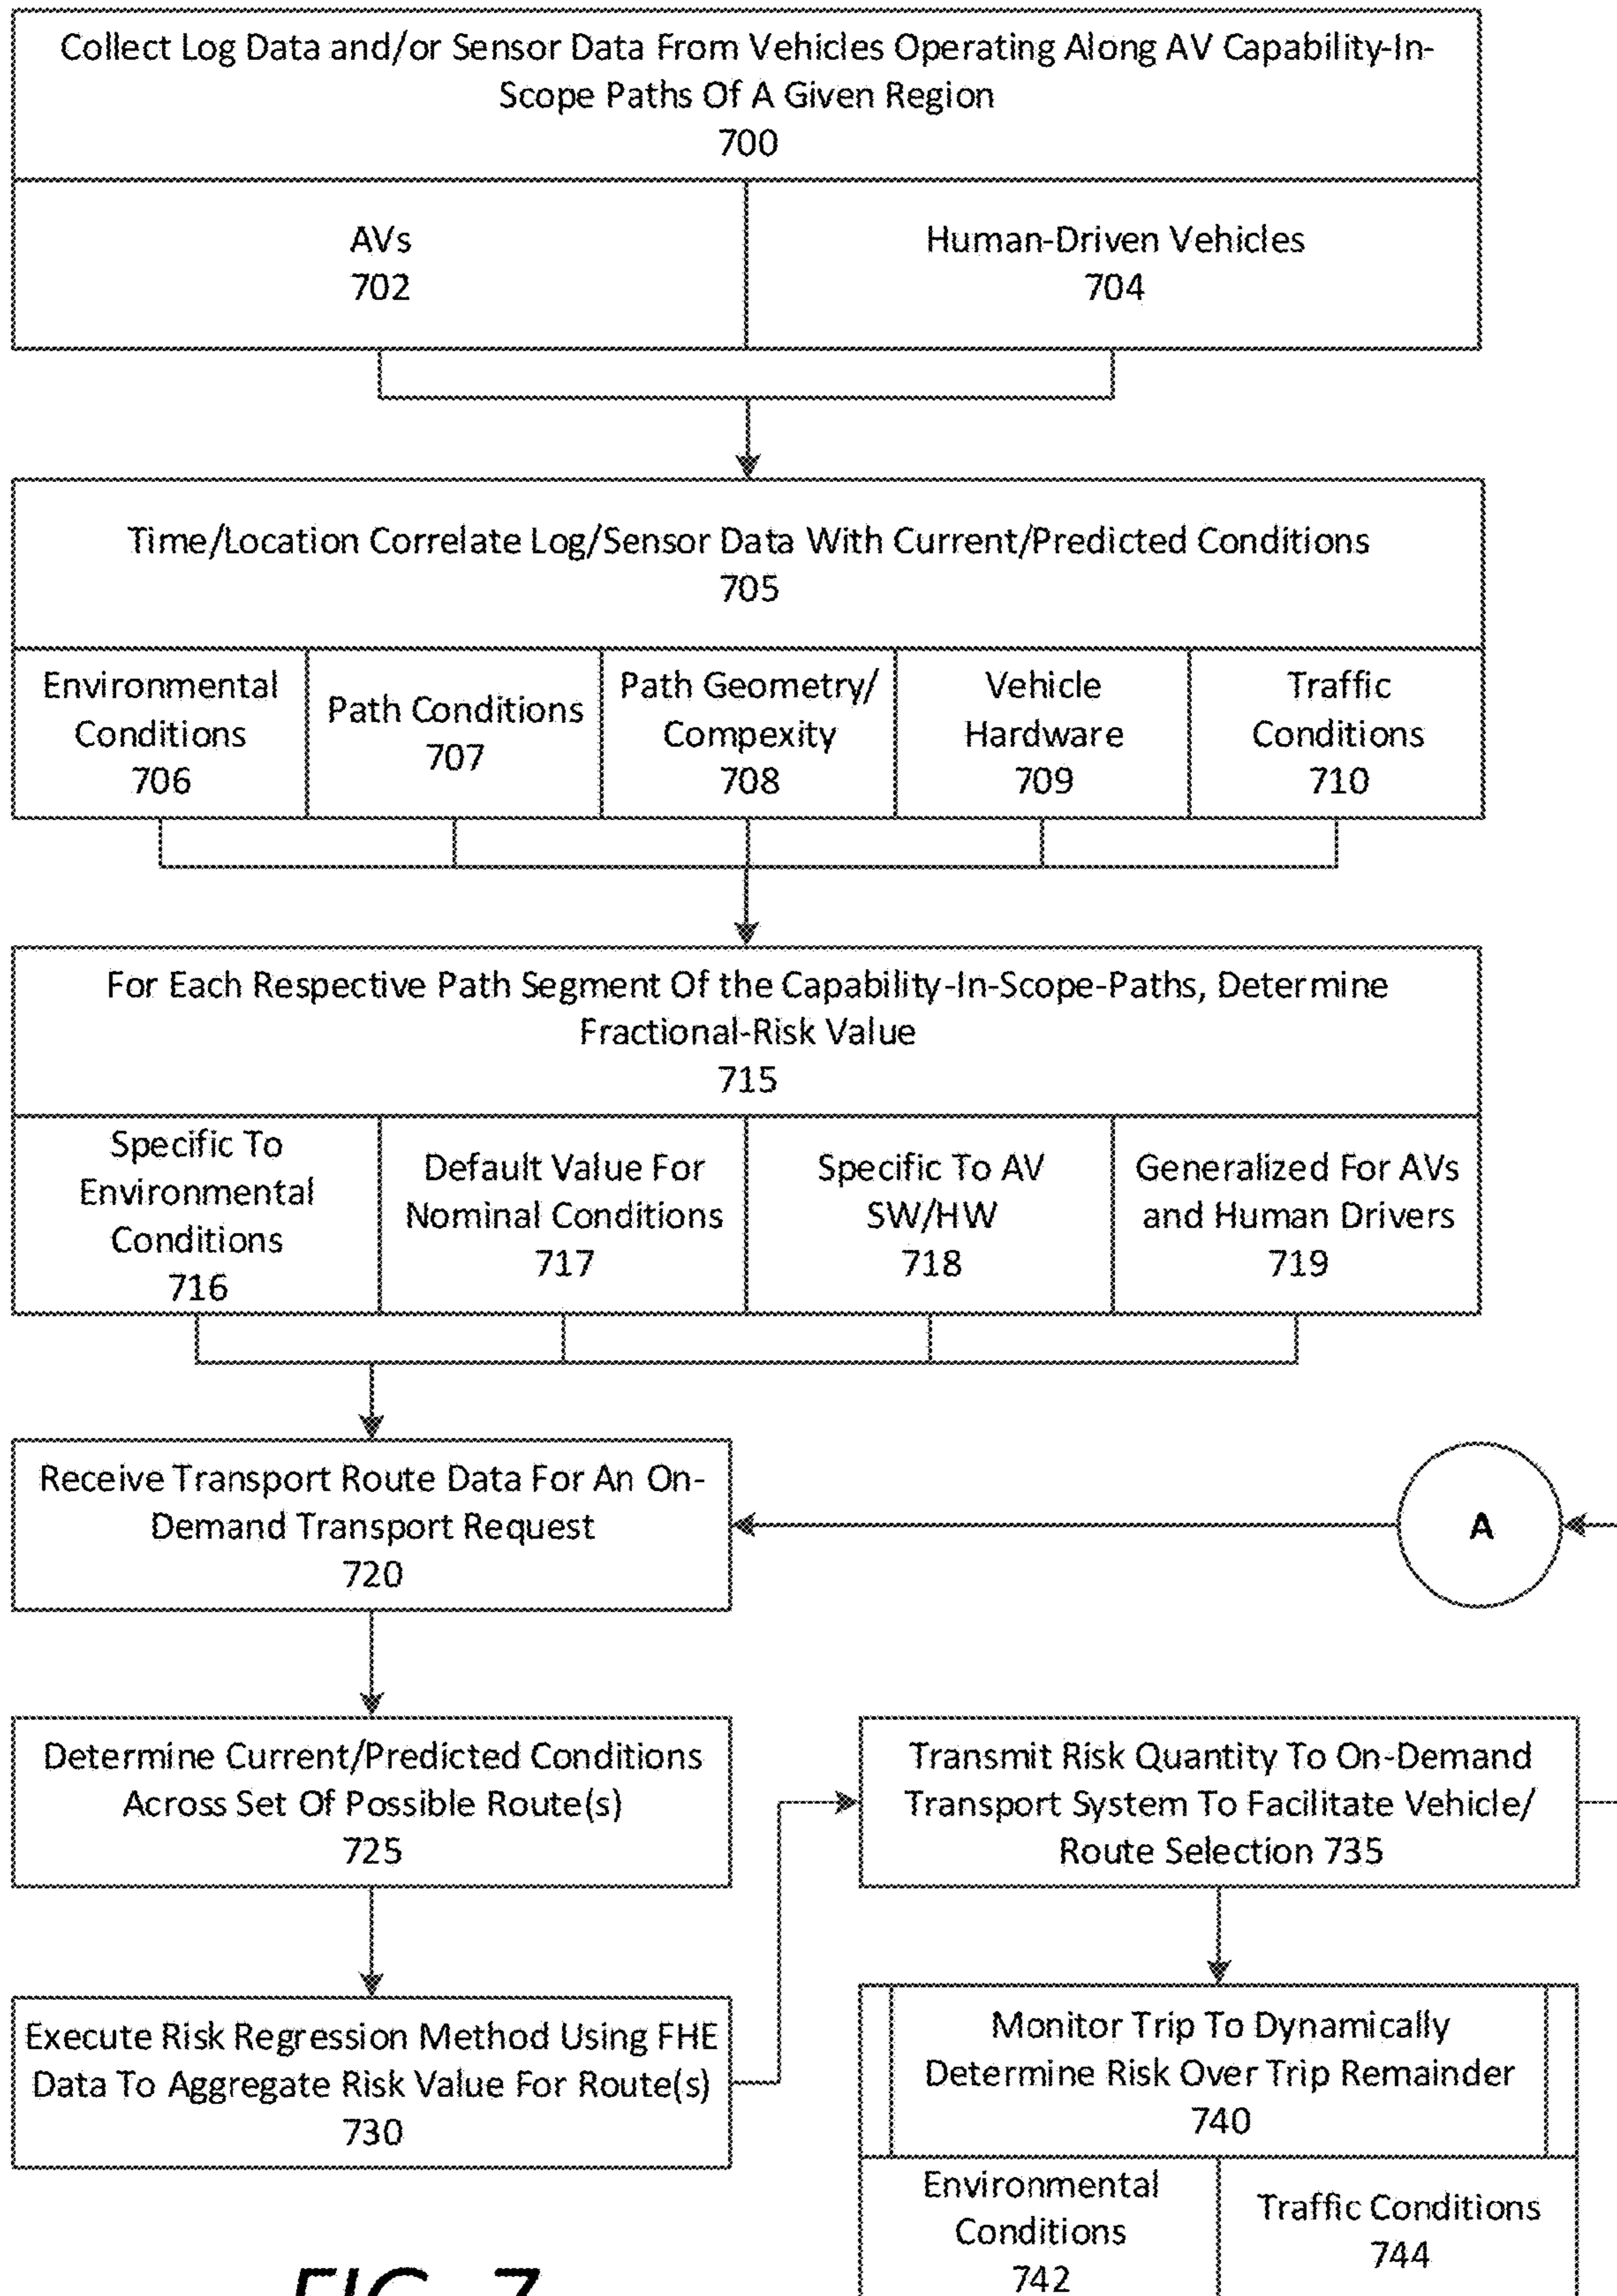 Collect Log Data and/or Sensor Data From Vehicles Operating Along AV Capability-In-
Scope Paths Of A Given Region
700
AVs
702
Human-Driven Vehicles
704
Time/Location Correlate Log/Sensor Data With Current/Predicted Conditions
705
Environmental
Conditions
706
Path Conditions
707
Path Geometry/
Compexity
708
Vehicle
Hardware
709
Traffic
Conditions
710
For Each Respective Path Segment Of the Capability-In-Scope-Paths, Determine
Fractional-Risk Value
715
Specific To
Environmental
Conditions
716
Default Value For
Nominal Conditions
717
Specific To AV
SW/HW
718
Generalized For AVs
and Human Drivers
719
Receive Transport Route Data For An On-
Demand Transport Request
720
A
Determine Current/Predicted Conditions
Across Set Of Possible Route(s)
725
Execute Risk Regression Method Using FHE
Data To Aggregate Risk Value For Route(s)
730
Transmit Risk Quantity To On-Demand
Transport System To Facilitate Vehicle/
Route Selection 735
Monitor Trip To Dynamically
Determine Risk Over Trip Remainder
740
Environmental
Conditions
742
Traffic Conditions
744
FIG. 7